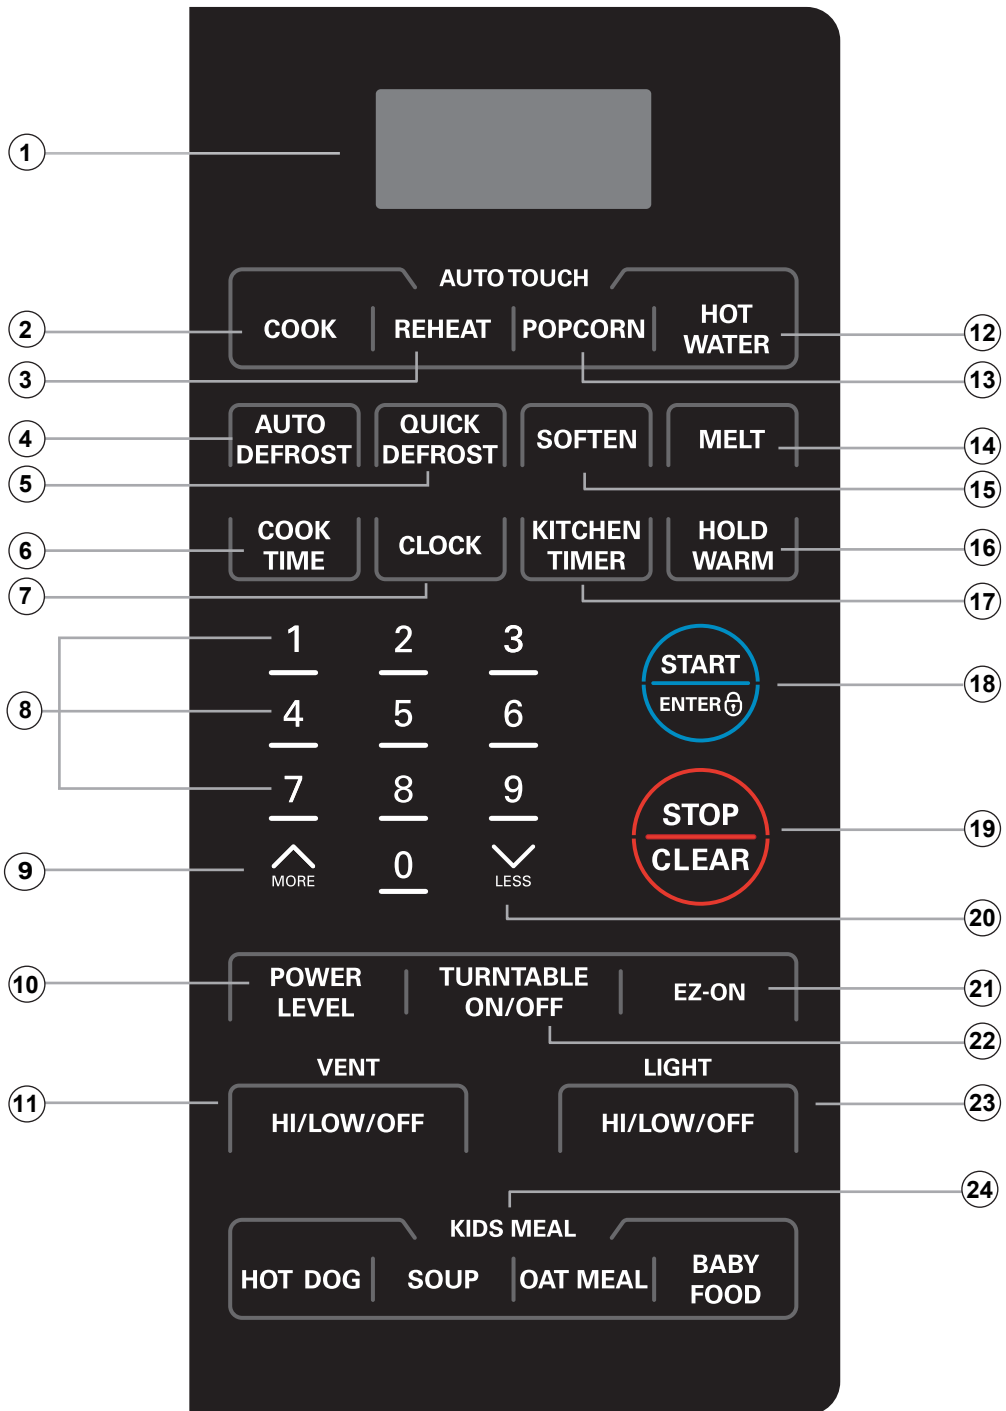 1
AUTO TOUCH
2 COOK REHEAT POPCORN HOT WATER 12
3 13
4 AUTO DEFROST QUICK DEFROST SOFTEN MELT 14
5 15
6 COOK TIME CLOCK KITCHEN TIMER HOLD WARM 16
7 17
1 2 3
START
ENTER
18
8
4 5 6
7 8 9
STOP
CLEAR
19
9
MORE
0
LESS
20
10 POWER LEVEL TURNTABLE ON/OFF EZ-ON 21
22
VENT LIGHT
11 HI/LOW/OFF HI/LOW/OFF 23
24
KIDS MEAL
HOT DOG SOUP OAT MEAL BABY FOOD